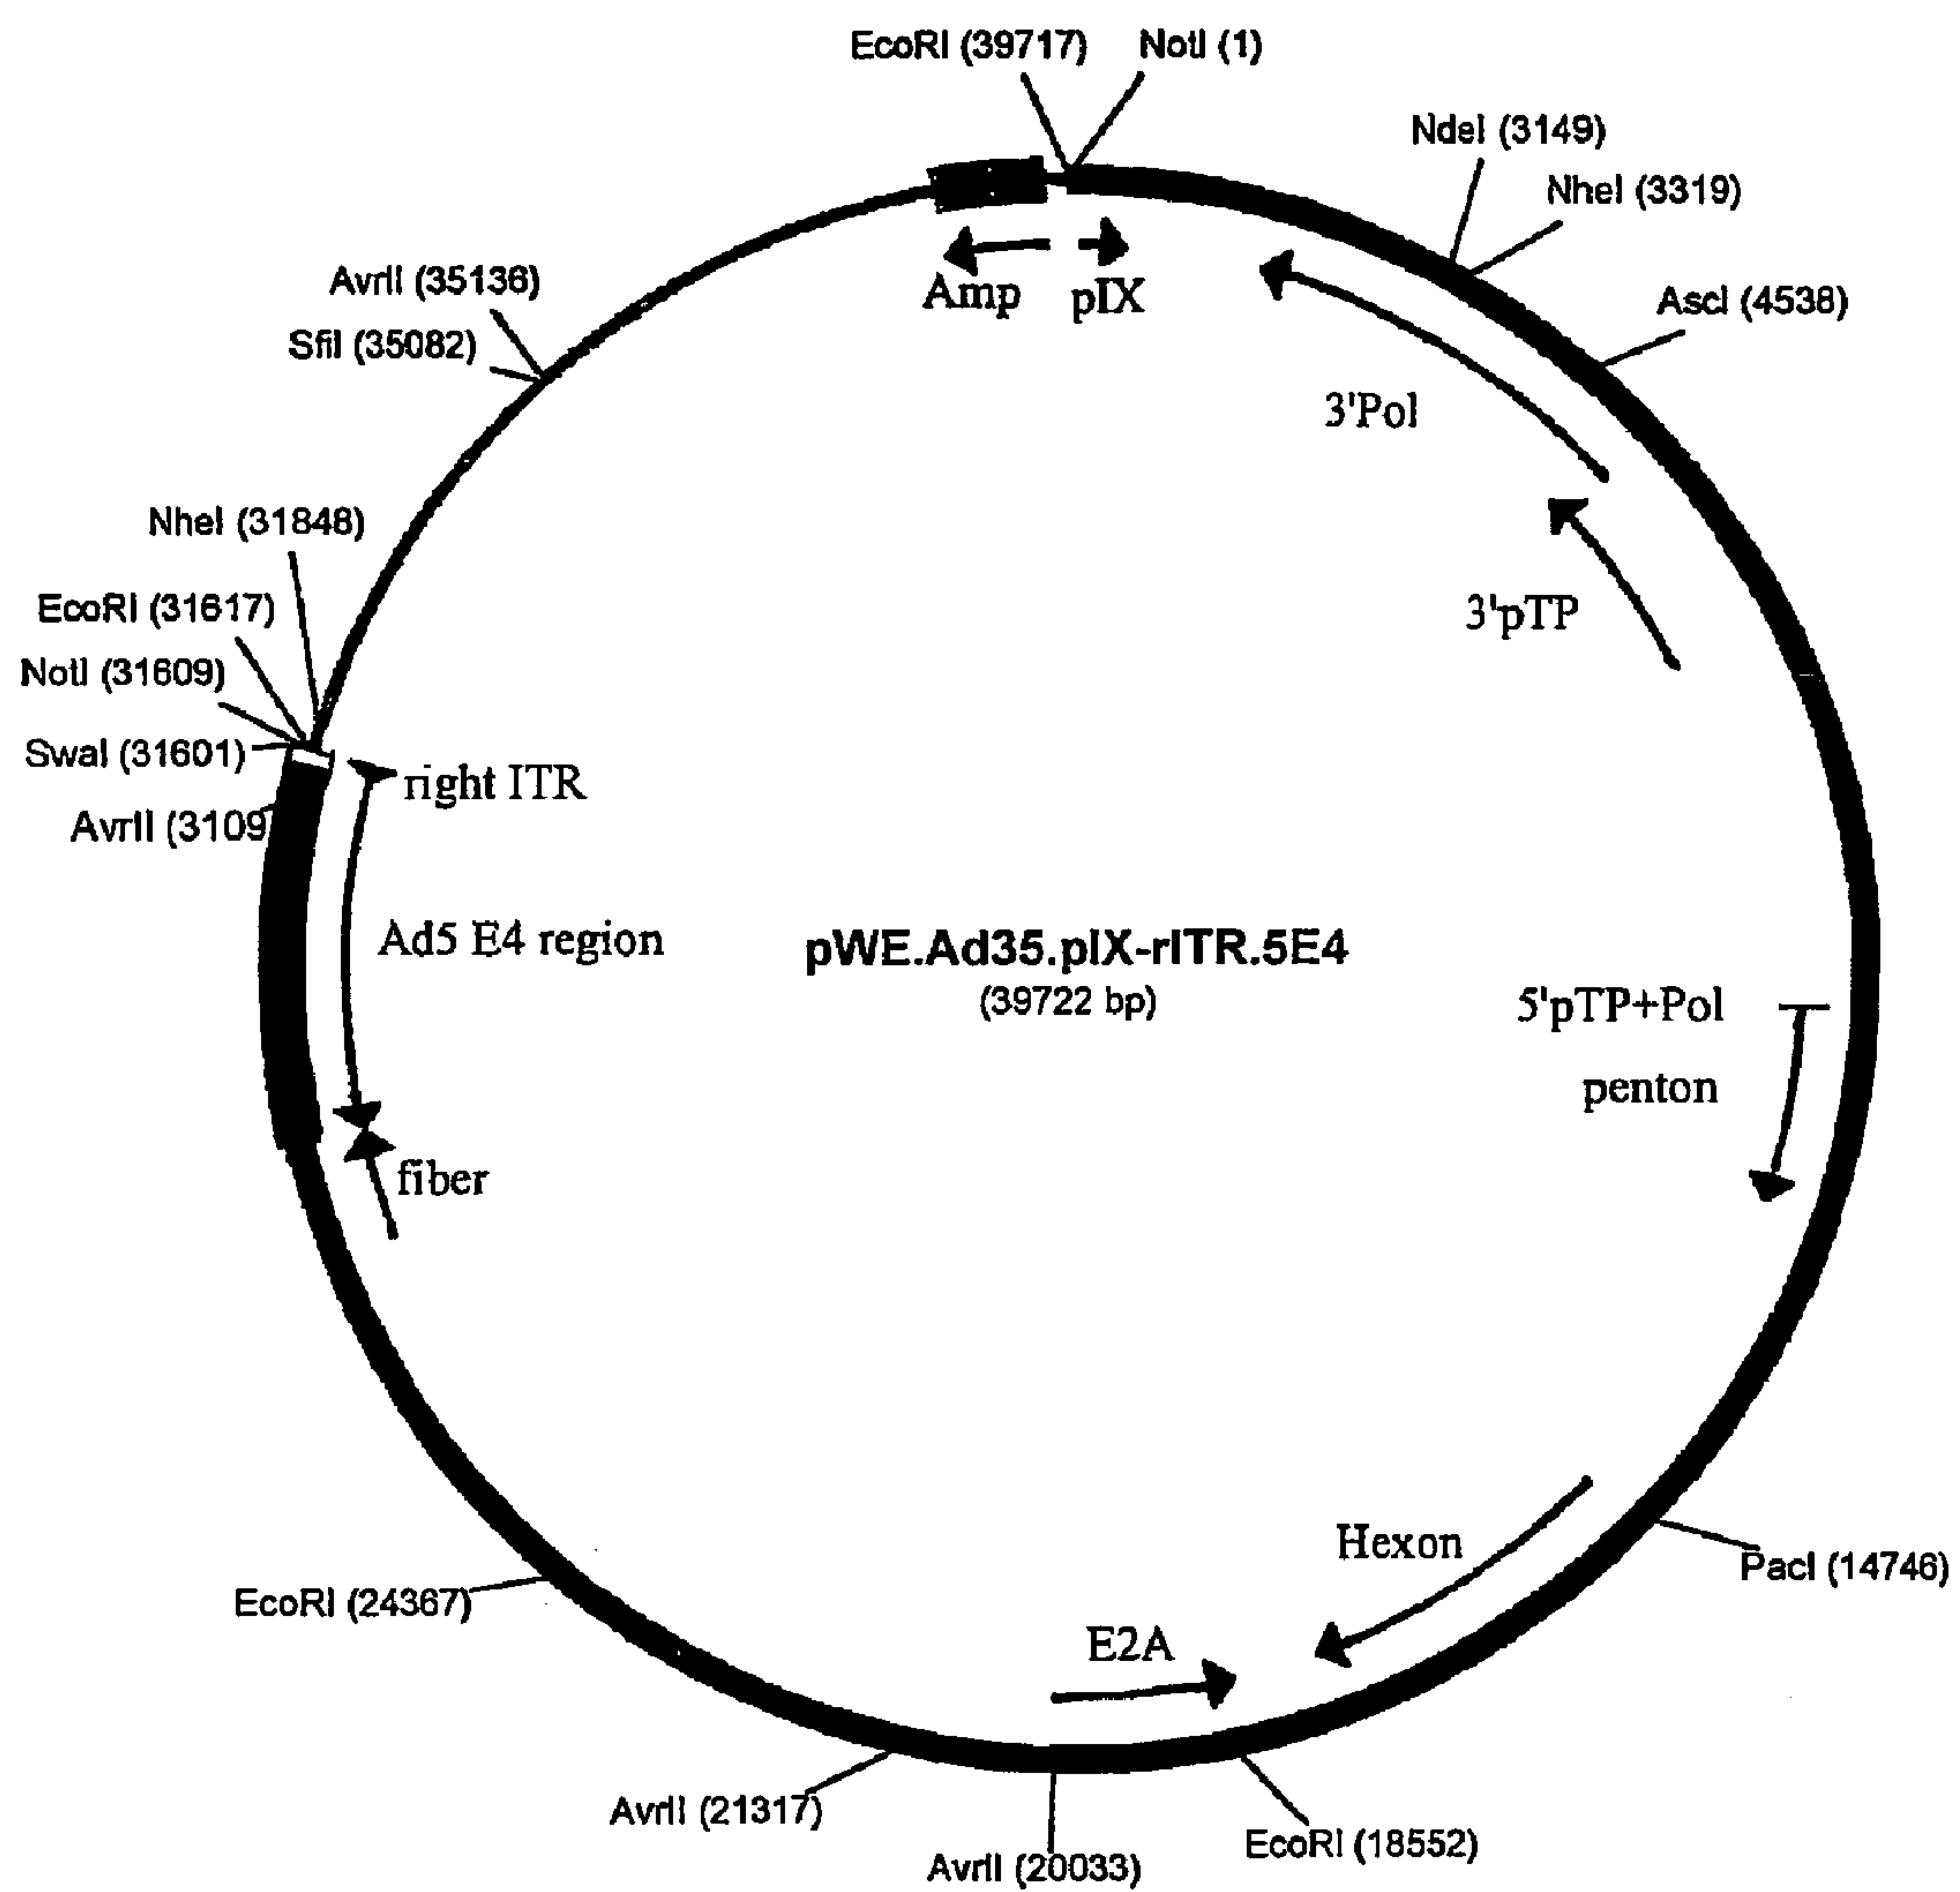 EcoRI (39717)
NotI (1)
NdeI (3149)
NheI (3319)
AscI (4538)
AvrII (35136)
SfiI (35082)
Amp
pIX
3'Pol
NheI (31848)
EcoRI (31617)
NotI (31609)
SwaI (31601)
AvrII (3109
3'pTP
right ITR
Ad5 E4 region
pWE.Ad35.pIX-rITR.5E4
(39722 bp)
5'pTP+Pol
penton
fiber
Hexon
PacI (14746)
EcoRI (24367)
E2A
AvrII (21317)
AvrII (20033)
EcoRI (18552)